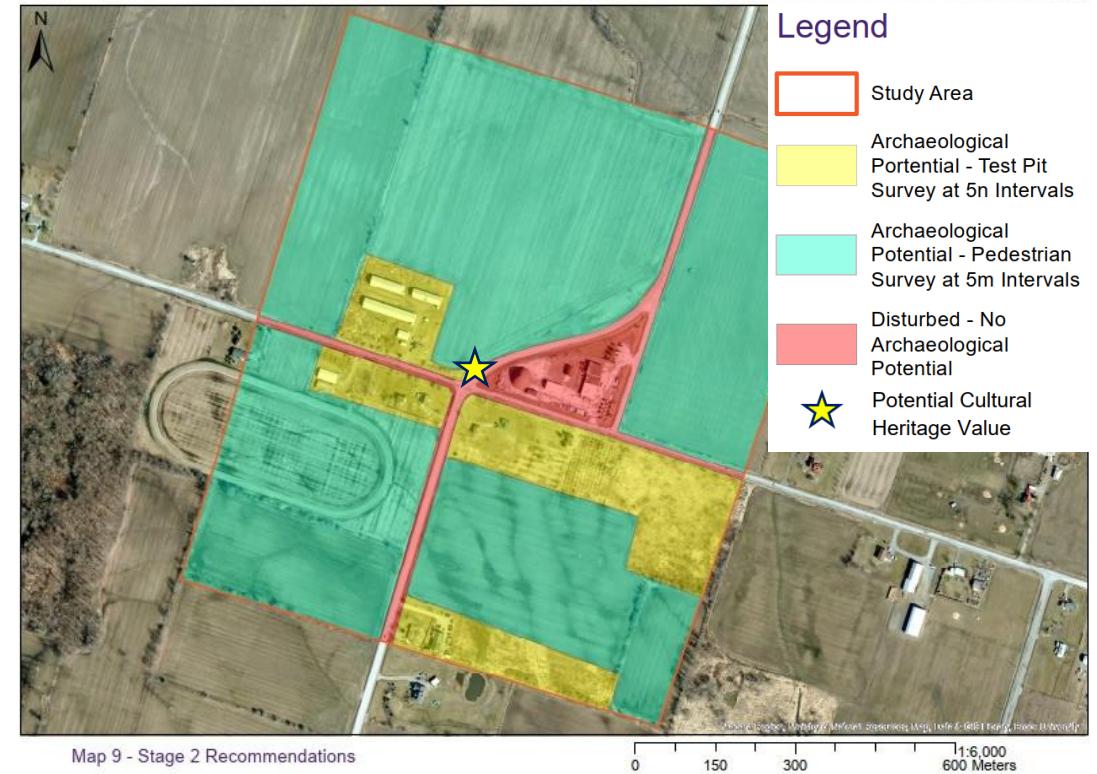 N
Legend
Study Area
Archaeological
Portential - Test Pit
Survey at 5n Intervals
Archaeological
Potential - Pedestrian
Survey at 5m Intervals
Disturbed - No
Archaeological
Potential
Potential Cultural
Heritage Value
Map 9 - Stage 2 Recommendations
1:6,000
0 150 300 600 Meters